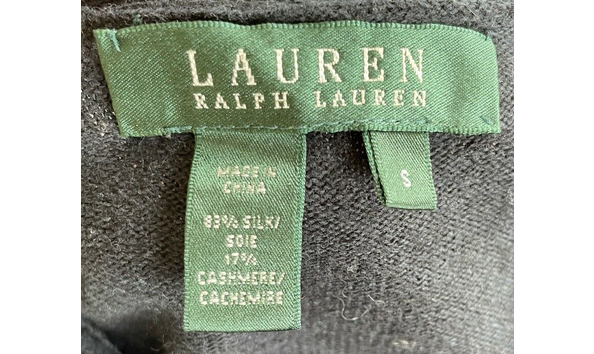 LAUREN
RALPH LAUREN
MADE IN
CHINA
83% SILK/
SOIE
17%
CASHMERE/
CACHEMIRE
S